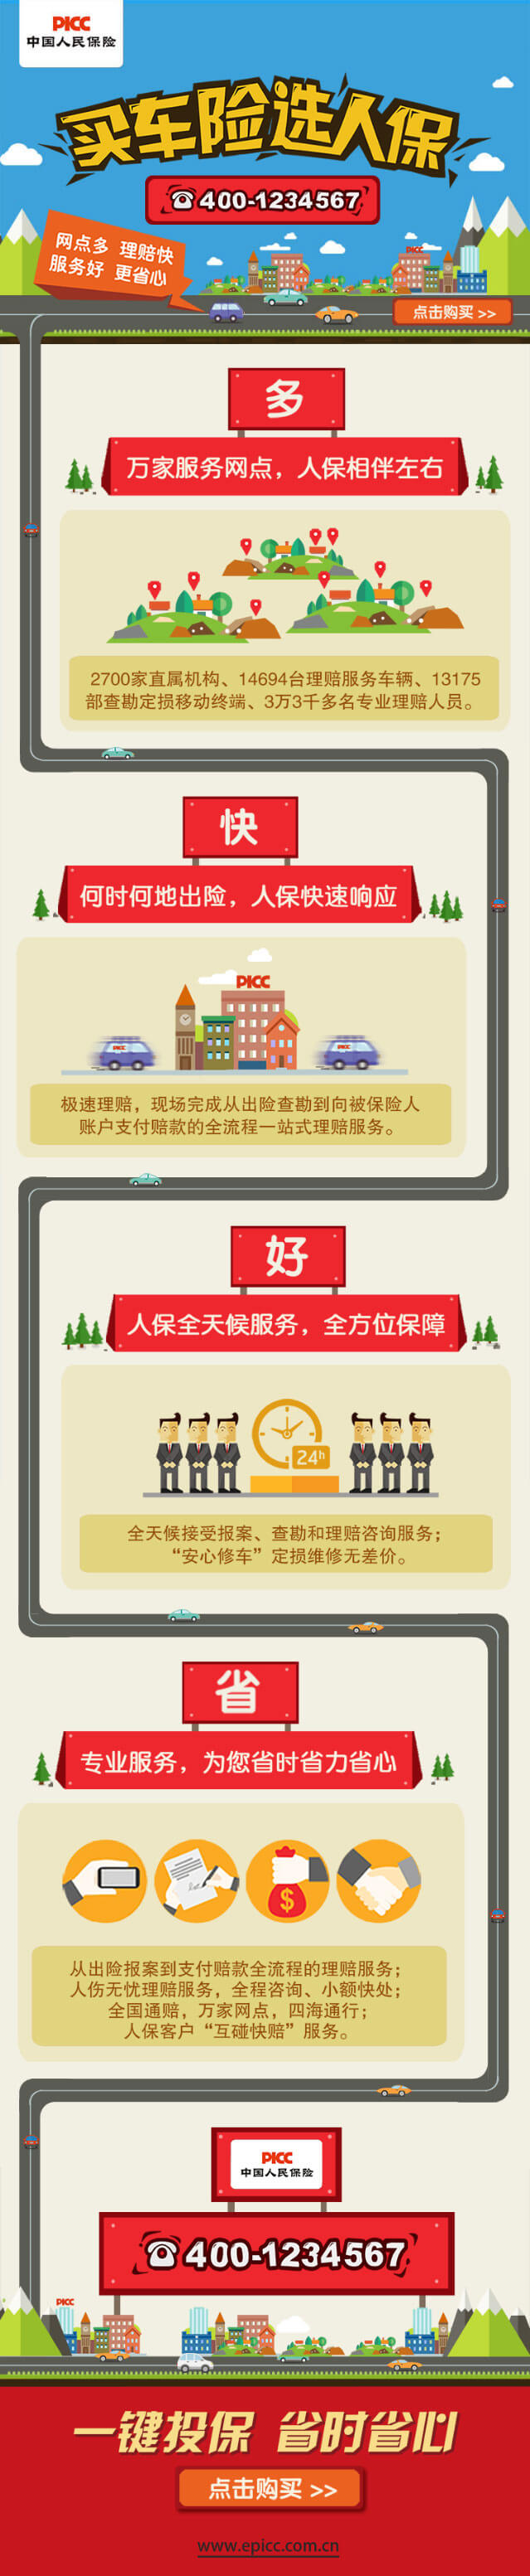 PICC
中国人民保险
买车险选人保
400-1234567
网点多 理赔快
服务好 更省心
PICC
点击购买 >>
多
万家服务网点，人保相伴左右
2700家直属机构、14694台理赔服务车辆、13175
部查勘定损移动终端、3万3千多名专业理赔人员。
快
何时何地出险，人保快速响应
PICC
PICC
PICC
极速理赔，现场完成从出险查勘到向被保险人
账户支付赔款的全流程一站式理赔服务。
好
人保全天候服务，全方位保障
24h
全天候接受报案、查勘和理赔咨询服务；
“安心修车”定损维修无差价。
省
专业服务，为您省时省力省心
$
从出险报案到支付赔款全流程的理赔服务；
人伤无忧理赔服务，全程咨询、小额快处；
全国通赔，万家网点，四海通行；
人保客户“互碰快赔”服务。
PICC
中国人民保险
400-1234567
PICC
一键投保 省时省心
点击购买 >>
www.epicc.com.cn